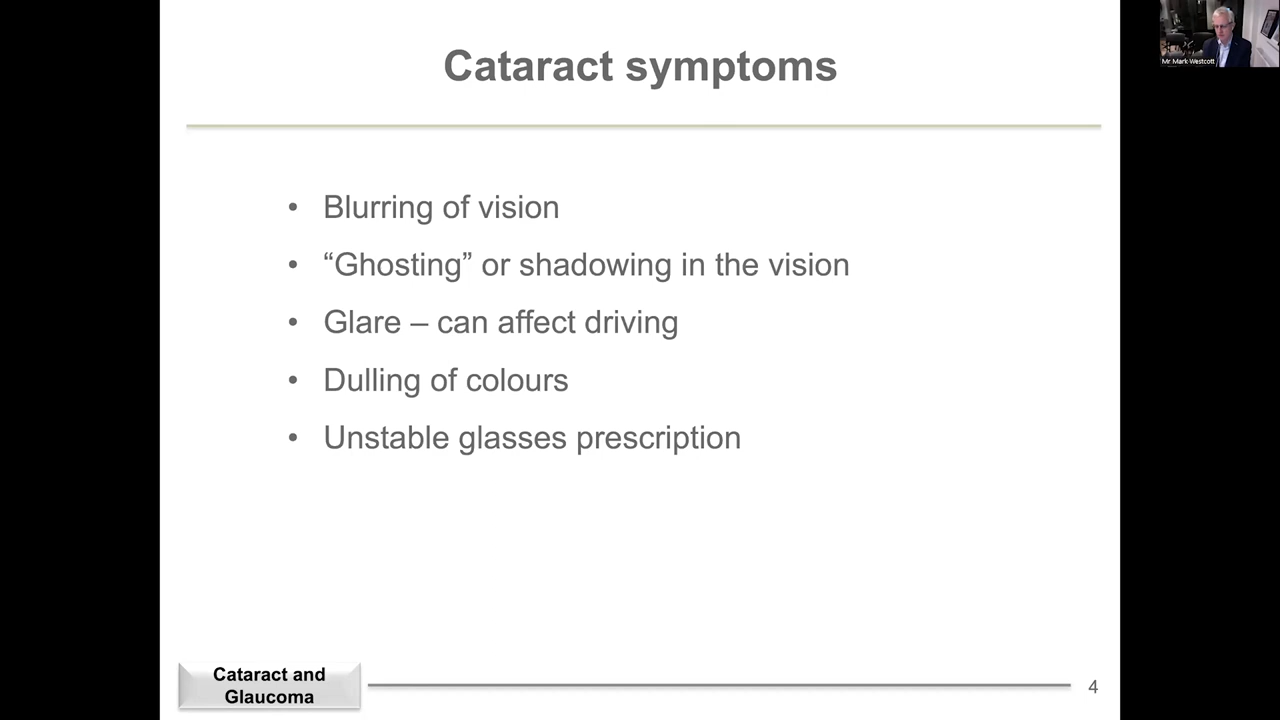 Cataract symptoms
Mr Mark Westcott
• Blurring of vision
• “Ghosting” or shadowing in the vision
• Glare – can affect driving
• Dulling of colours
• Unstable glasses prescription
Cataract and
Glaucoma
4